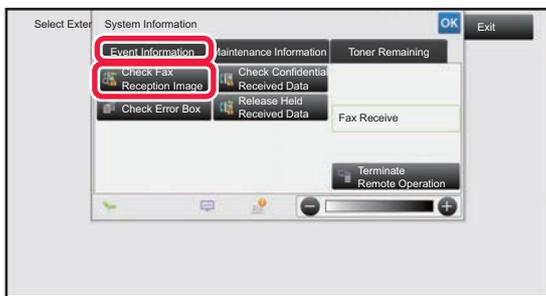 Select Exter
System Information
OK
Exit
Event Information
Maintenance Information
Toner Remaining
Check Fax
Reception Image
Check Confidential
Received Data
Check Error Box
Release Held
Received Data
Fax Receive
Terminate
Remote Operation